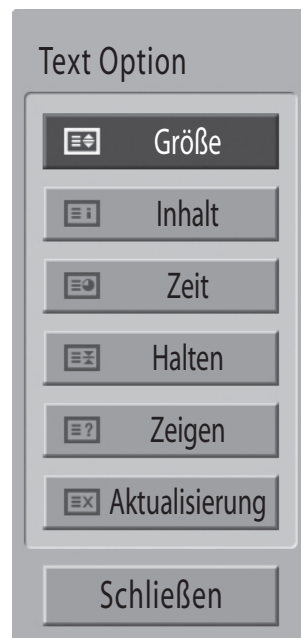 Text Option
Größe
Inhalt
Zeit
Halten
Zeigen
Aktualisierung
Schließen